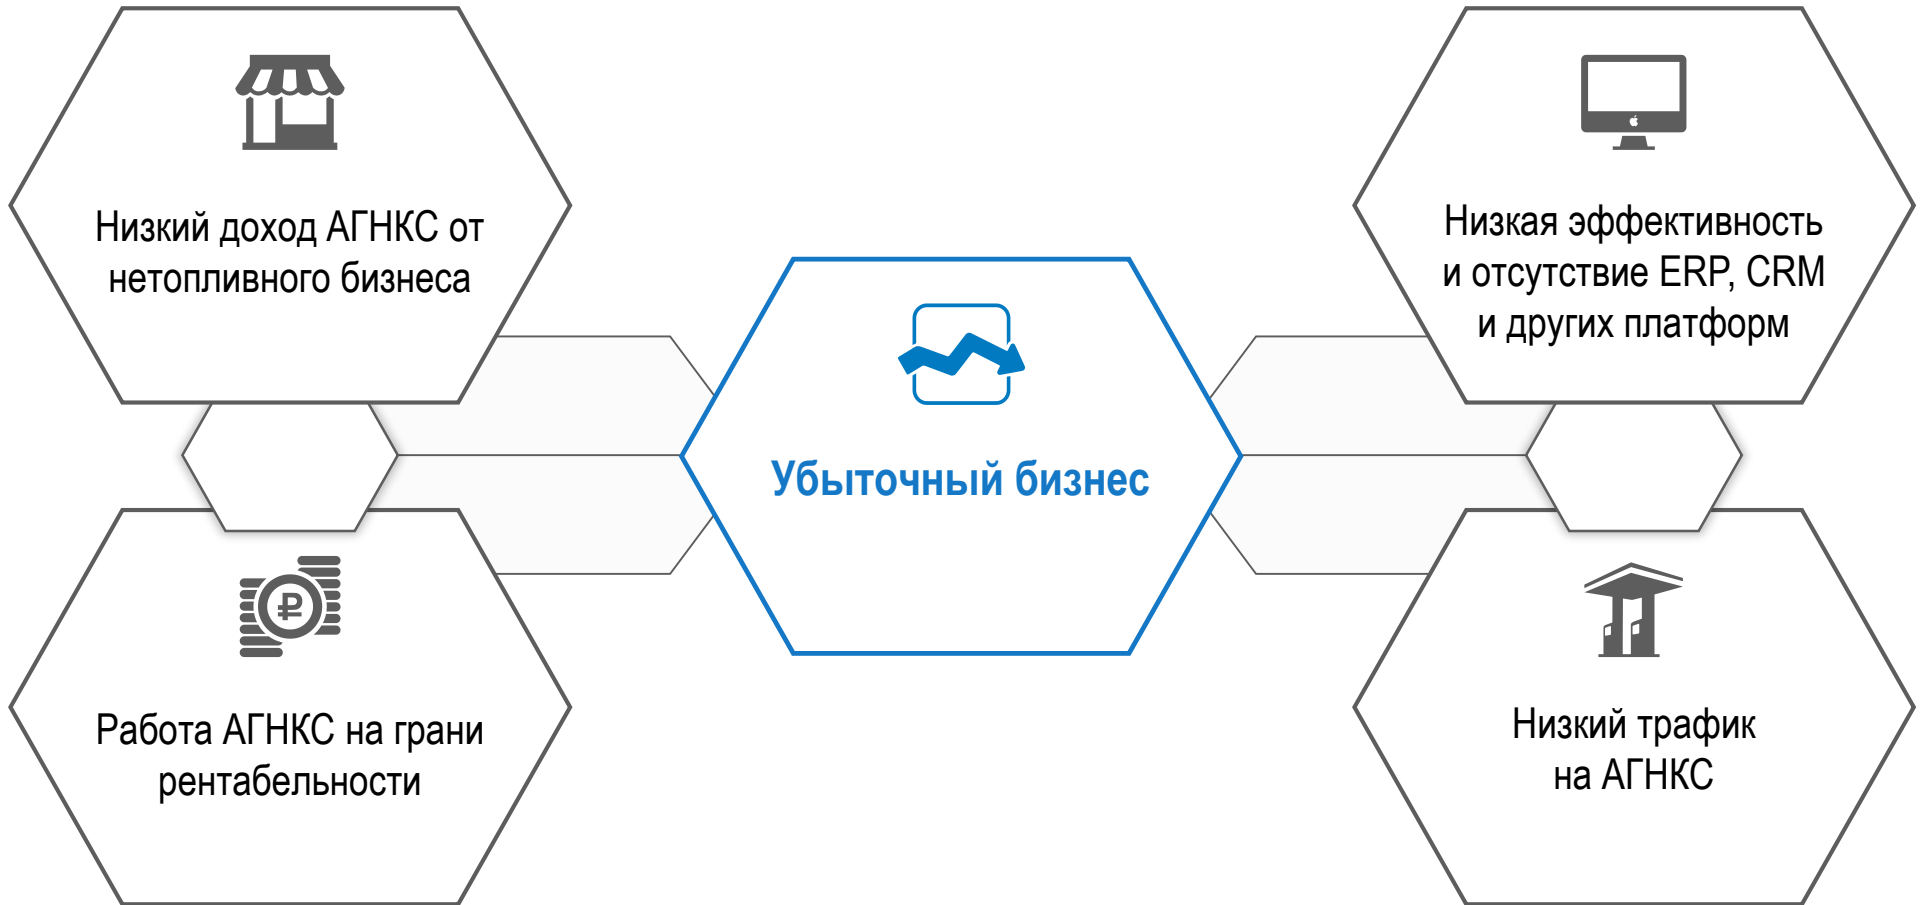 Низкий доход АГНКС от
нетопливного бизнеса
Низкая эффективность
и отсутствие ERP, CRM
и других платформ
Убыточный бизнес
Работа АГНКС на грани
рентабельности
Низкий трафик
на АГНКС